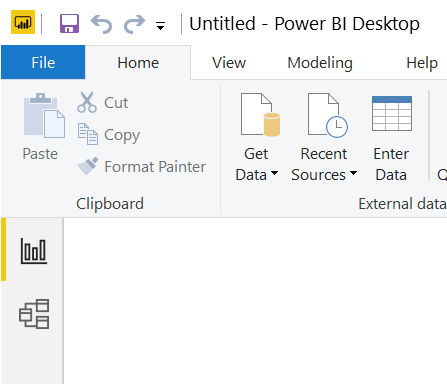 Untitled - Power BI Desktop
File Home View Modeling Help
Cut
Copy
Format Painter
Paste
Clipboard
Get Data
Recent Sources
Enter Data
External data